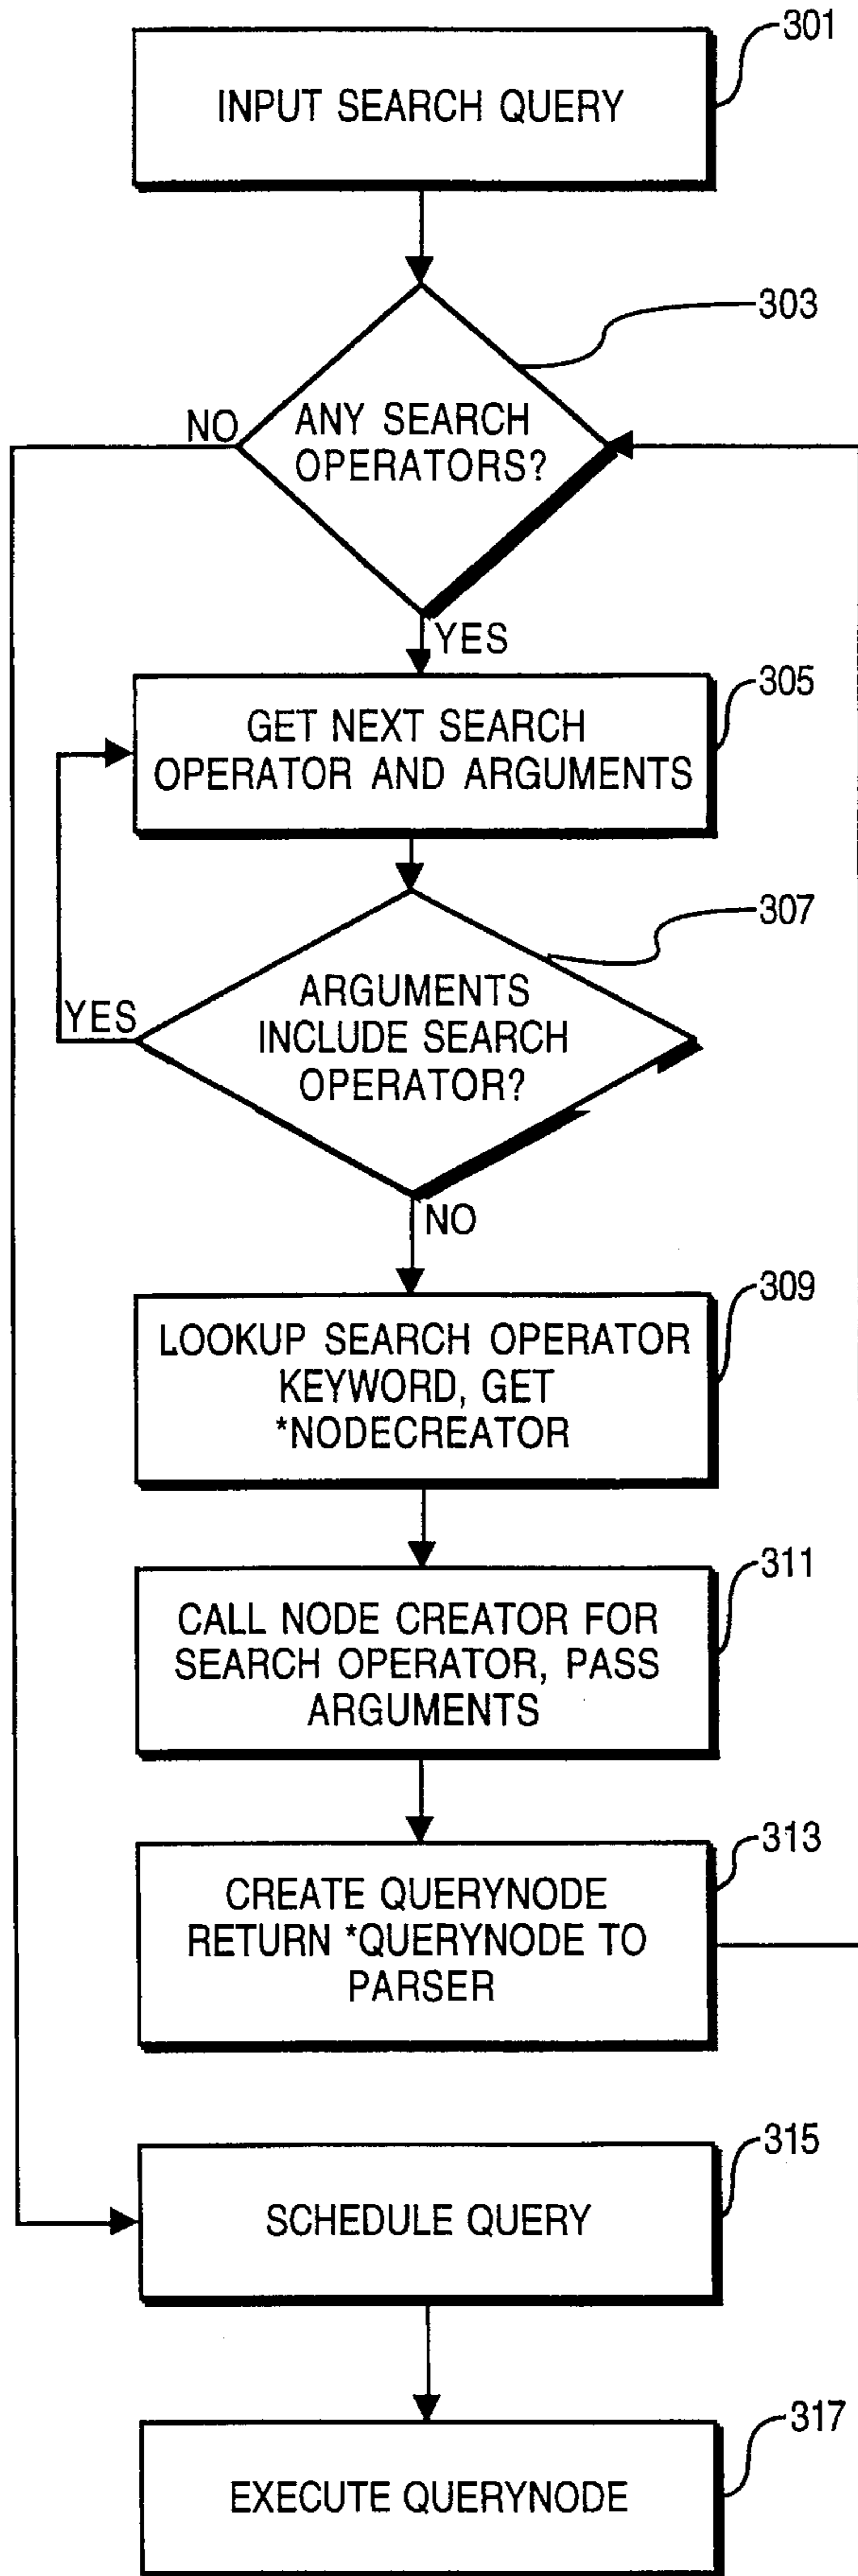 301
INPUT SEARCH QUERY
303
NO
ANY SEARCH
OPERATORS?
YES
305
GET NEXT SEARCH
OPERATOR AND ARGUMENTS
307
YES
ARGUMENTS
INCLUDE SEARCH
OPERATOR?
NO
309
LOOKUP SEARCH OPERATOR
KEYWORD, GET
*NODECREATOR
311
CALL NODE CREATOR FOR
SEARCH OPERATOR, PASS
ARGUMENTS
313
CREATE QUERYNODE
RETURN *QUERYNODE TO
PARSER
315
SCHEDULE QUERY
317
EXECUTE QUERYNODE